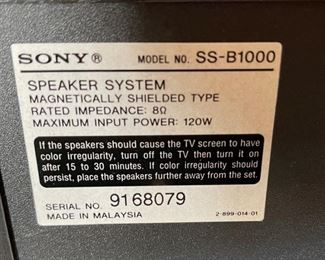 SONY® MODEL NO. SS-B1000
SPEAKER SYSTEM
MAGNETICALLY SHIELDED TYPE
RATED IMPEDANCE: 8Ω
MAXIMUM INPUT POWER: 120W
If the speakers should cause the TV screen to have
color irregularity, turn off the TV then turn it on
after 15 to 30 minutes. If color irregularity should
persist, place the speakers further away from the set.
SERIAL NO. 9168079
MADE IN MALAYSIA 2-899-014-01